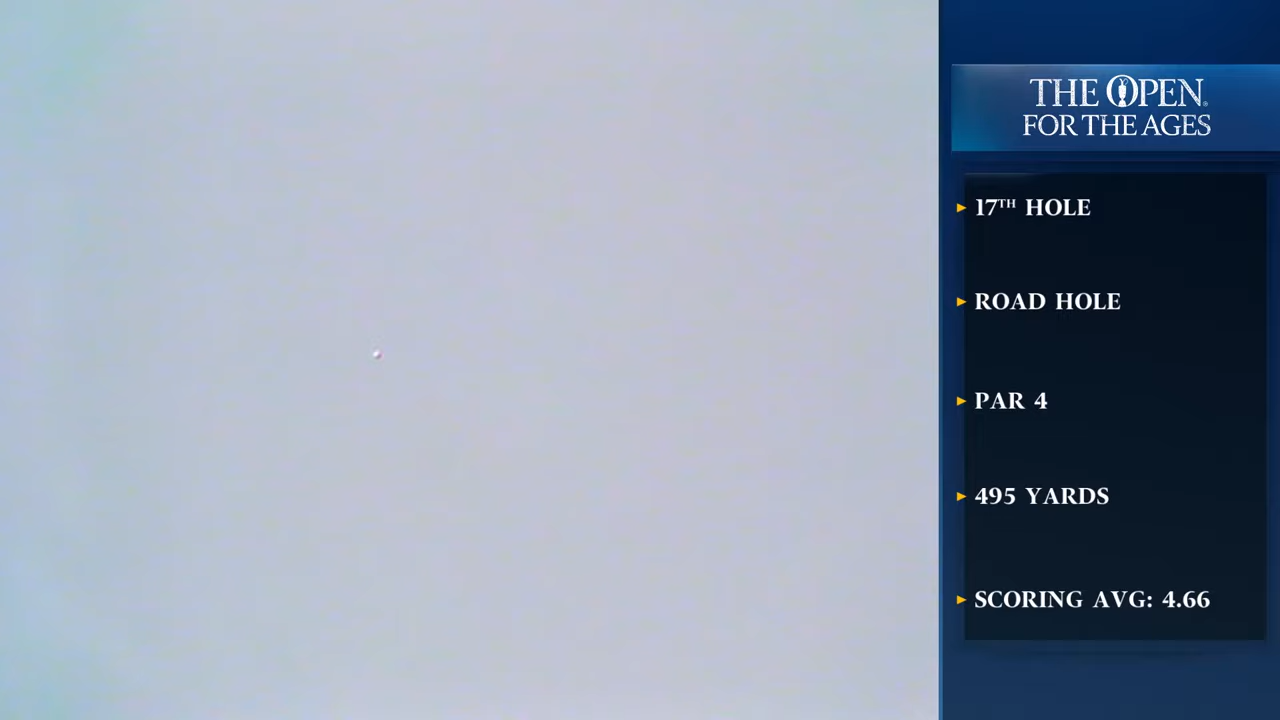 THE OPEN
FOR THE AGES
17TH HOLE
ROAD HOLE
PAR 4
495 YARDS
SCORING AVG: 4.66